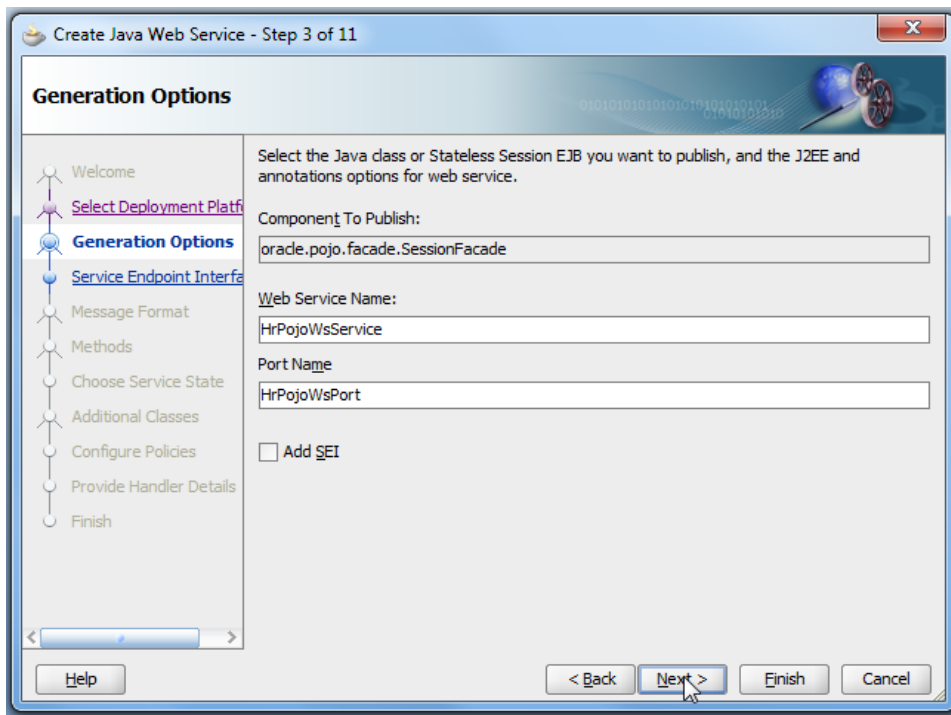 Create Java Web Service - Step 3 of 11
Generation Options
0101010101010101010101010101
01010101010
Welcome
Select Deployment Platf
Generation Options
Service Endpoint Interfa
Message Format
Methods
Choose Service State
Additional Classes
Configure Policies
Provide Handler Details
Finish
Select the Java class or Stateless Session EJB you want to publish, and the J2EE and
annotations options for web service.
Component To Publish:
oracle.pojo.facade.SessionFacade
Web Service Name:
HrPojoWsService
Port Name
HrPojoWsPort
Add SEI
Help
< Back
Next >
Finish
Cancel